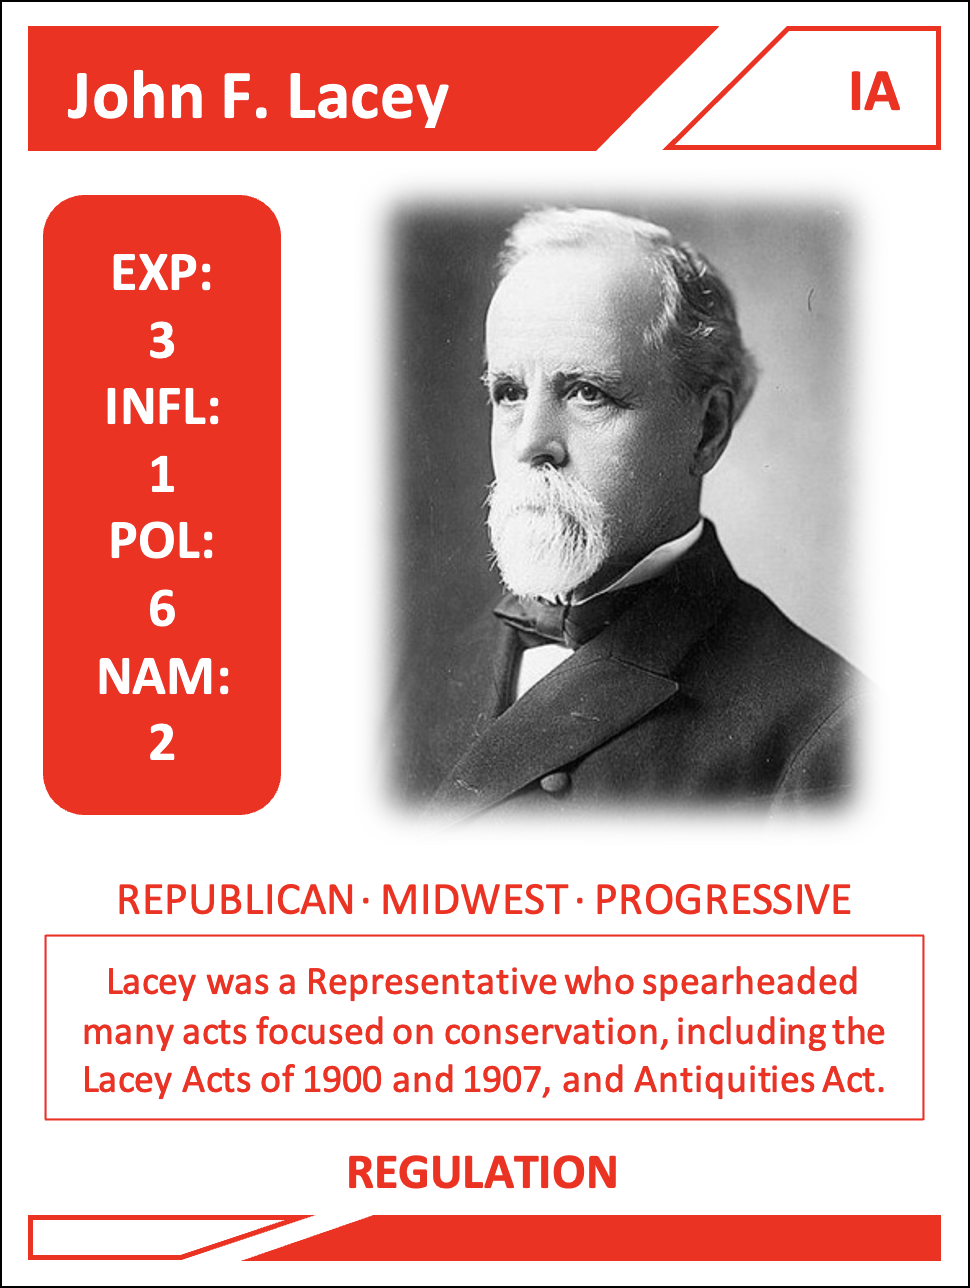 John F. Lacey
IA
EXP:
3
INFL:
1
POL:
6
NAM:
2
REPUBLICAN · MIDWEST · PROGRESSIVE
Lacey was a Representative who spearheaded
many acts focused on conservation, including the
Lacey Acts of 1900 and 1907, and Antiquities Act.
REGULATION